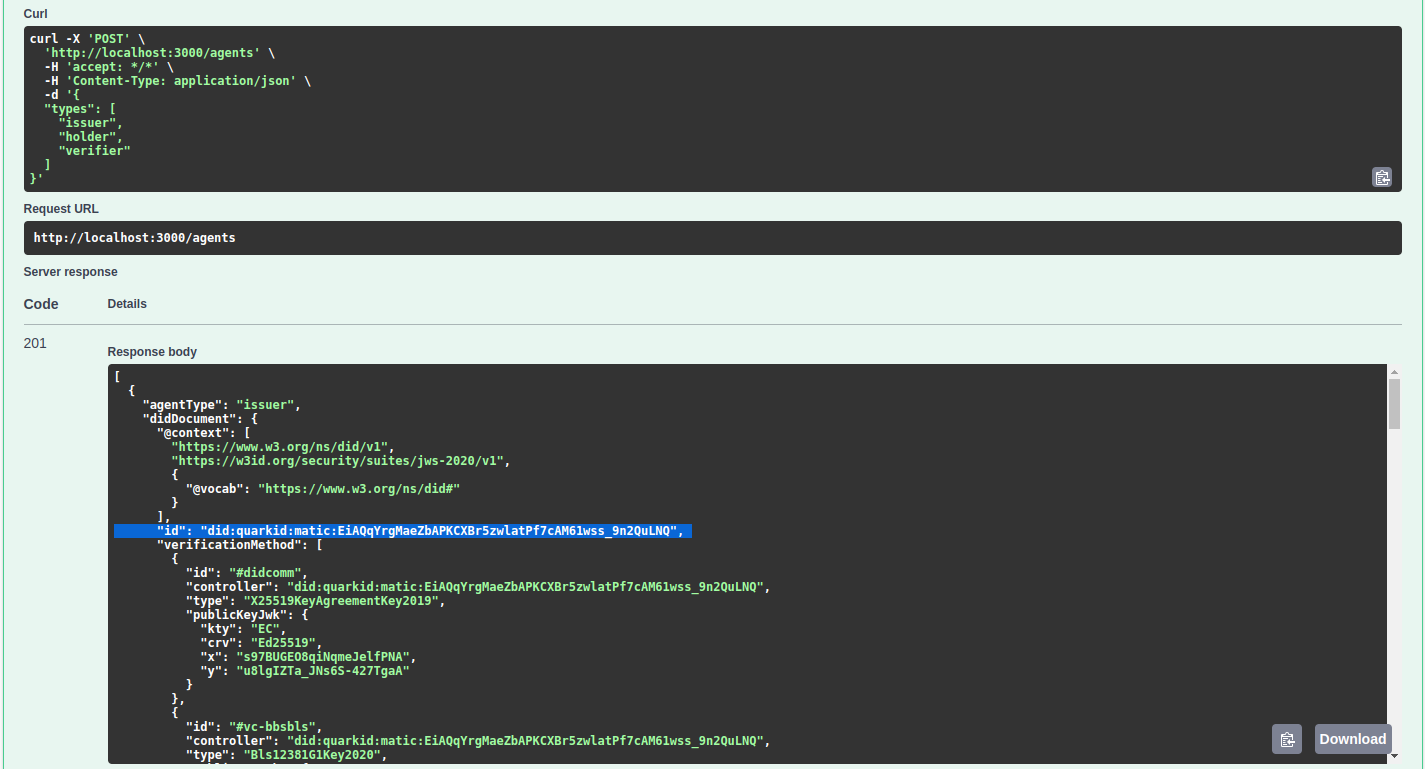 Curl
curl -X 'POST' \
  'http://localhost:3000/agents' \
  -H 'accept: */*' \
  -H 'Content-Type: application/json' \
  -d '{
  "types": [
    "issuer",
    "holder",
    "verifier"
  ]
}'
Request URL
http://localhost:3000/agents
Server response
Code Details
201
Response body
[
  {
    "agentType": "issuer",
    "didDocument": {
      "@context": [
        "https://www.w3.org/ns/did/v1",
        "https://w3id.org/security/suites/jws-2020/v1",
        {
          "@vocab": "https://www.w3.org/ns/did#"
        }
      ],
      "id": "did:quarkid:matic:EiAQqYrgMaeZbAPKCXBr5zwlatPf7cAM61wss_9n2QuLNQ",
      "verificationMethod": [
        {
          "id": "#didcomm",
          "controller": "did:quarkid:matic:EiAQqYrgMaeZbAPKCXBr5zwlatPf7cAM61wss_9n2QuLNQ",
          "type": "X25519KeyAgreementKey2019",
          "publicKeyJwk": {
            "kty": "EC",
            "crv": "Ed25519",
            "x": "s97BUGEO8qiNqmeJelfPNA",
            "y": "u8lgIZTa_JNs6S-427TgaA"
          }
        },
        {
          "id": "#vc-bbsbls",
          "controller": "did:quarkid:matic:EiAQqYrgMaeZbAPKCXBr5zwlatPf7cAM61wss_9n2QuLNQ",
          "type": "Bls12381G1Key2020",
Download